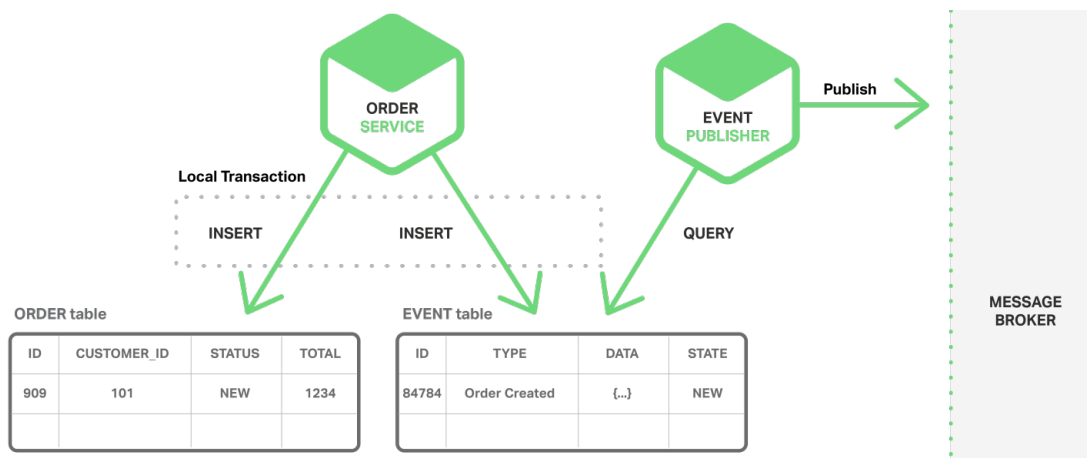 ORDER
SERVICE
EVENT
PUBLISHER
Publish
Local Transaction
INSERT
INSERT
QUERY
MESSAGE
BROKER
ORDER table
ID CUSTOMER_ID STATUS TOTAL
909 101 NEW 1234
EVENT table
ID TYPE DATA STATE
84784 Order Created {...} NEW